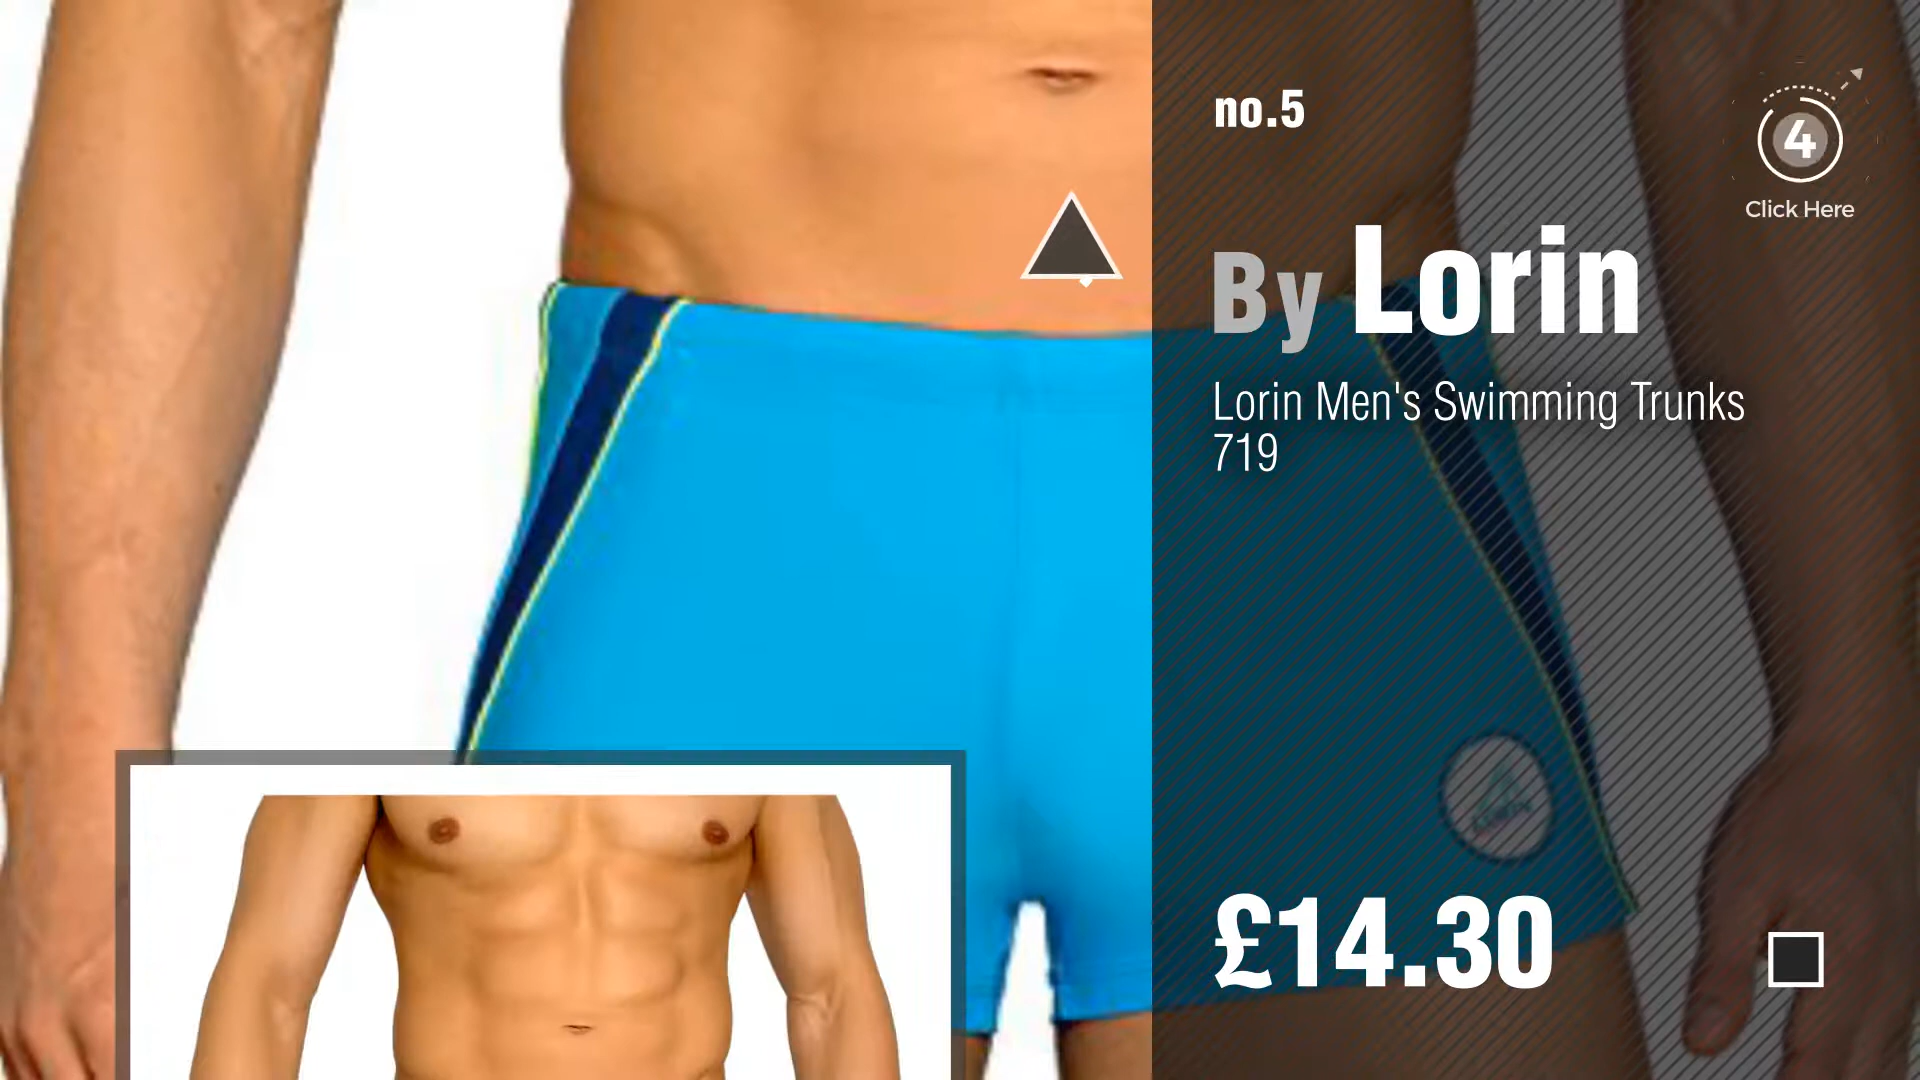 no.5
4
Click Here
By Lorin
Lorin Men's Swimming Trunks
719
£14.30